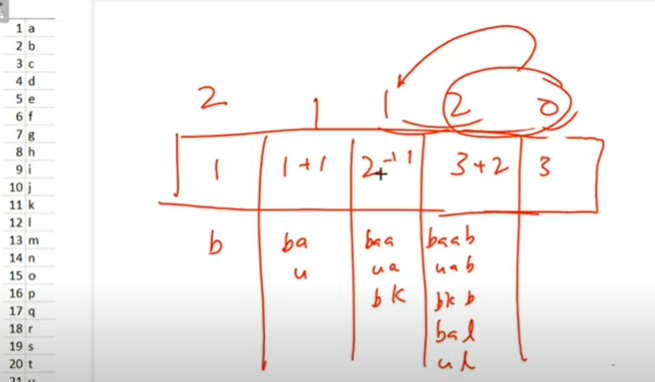 1 a
2 b
3 c
4 d
5 e
6 f
7 g
8 h
9 i
10 j
11 k
12 l
13 m
14 n
15 o
16 p
17 q
18 r
19 s
20 t
2 1 1 2 0
1 1+1 2+1 3+2 3
b ba baa baab
u ua uab
bk bkb
bal
ul